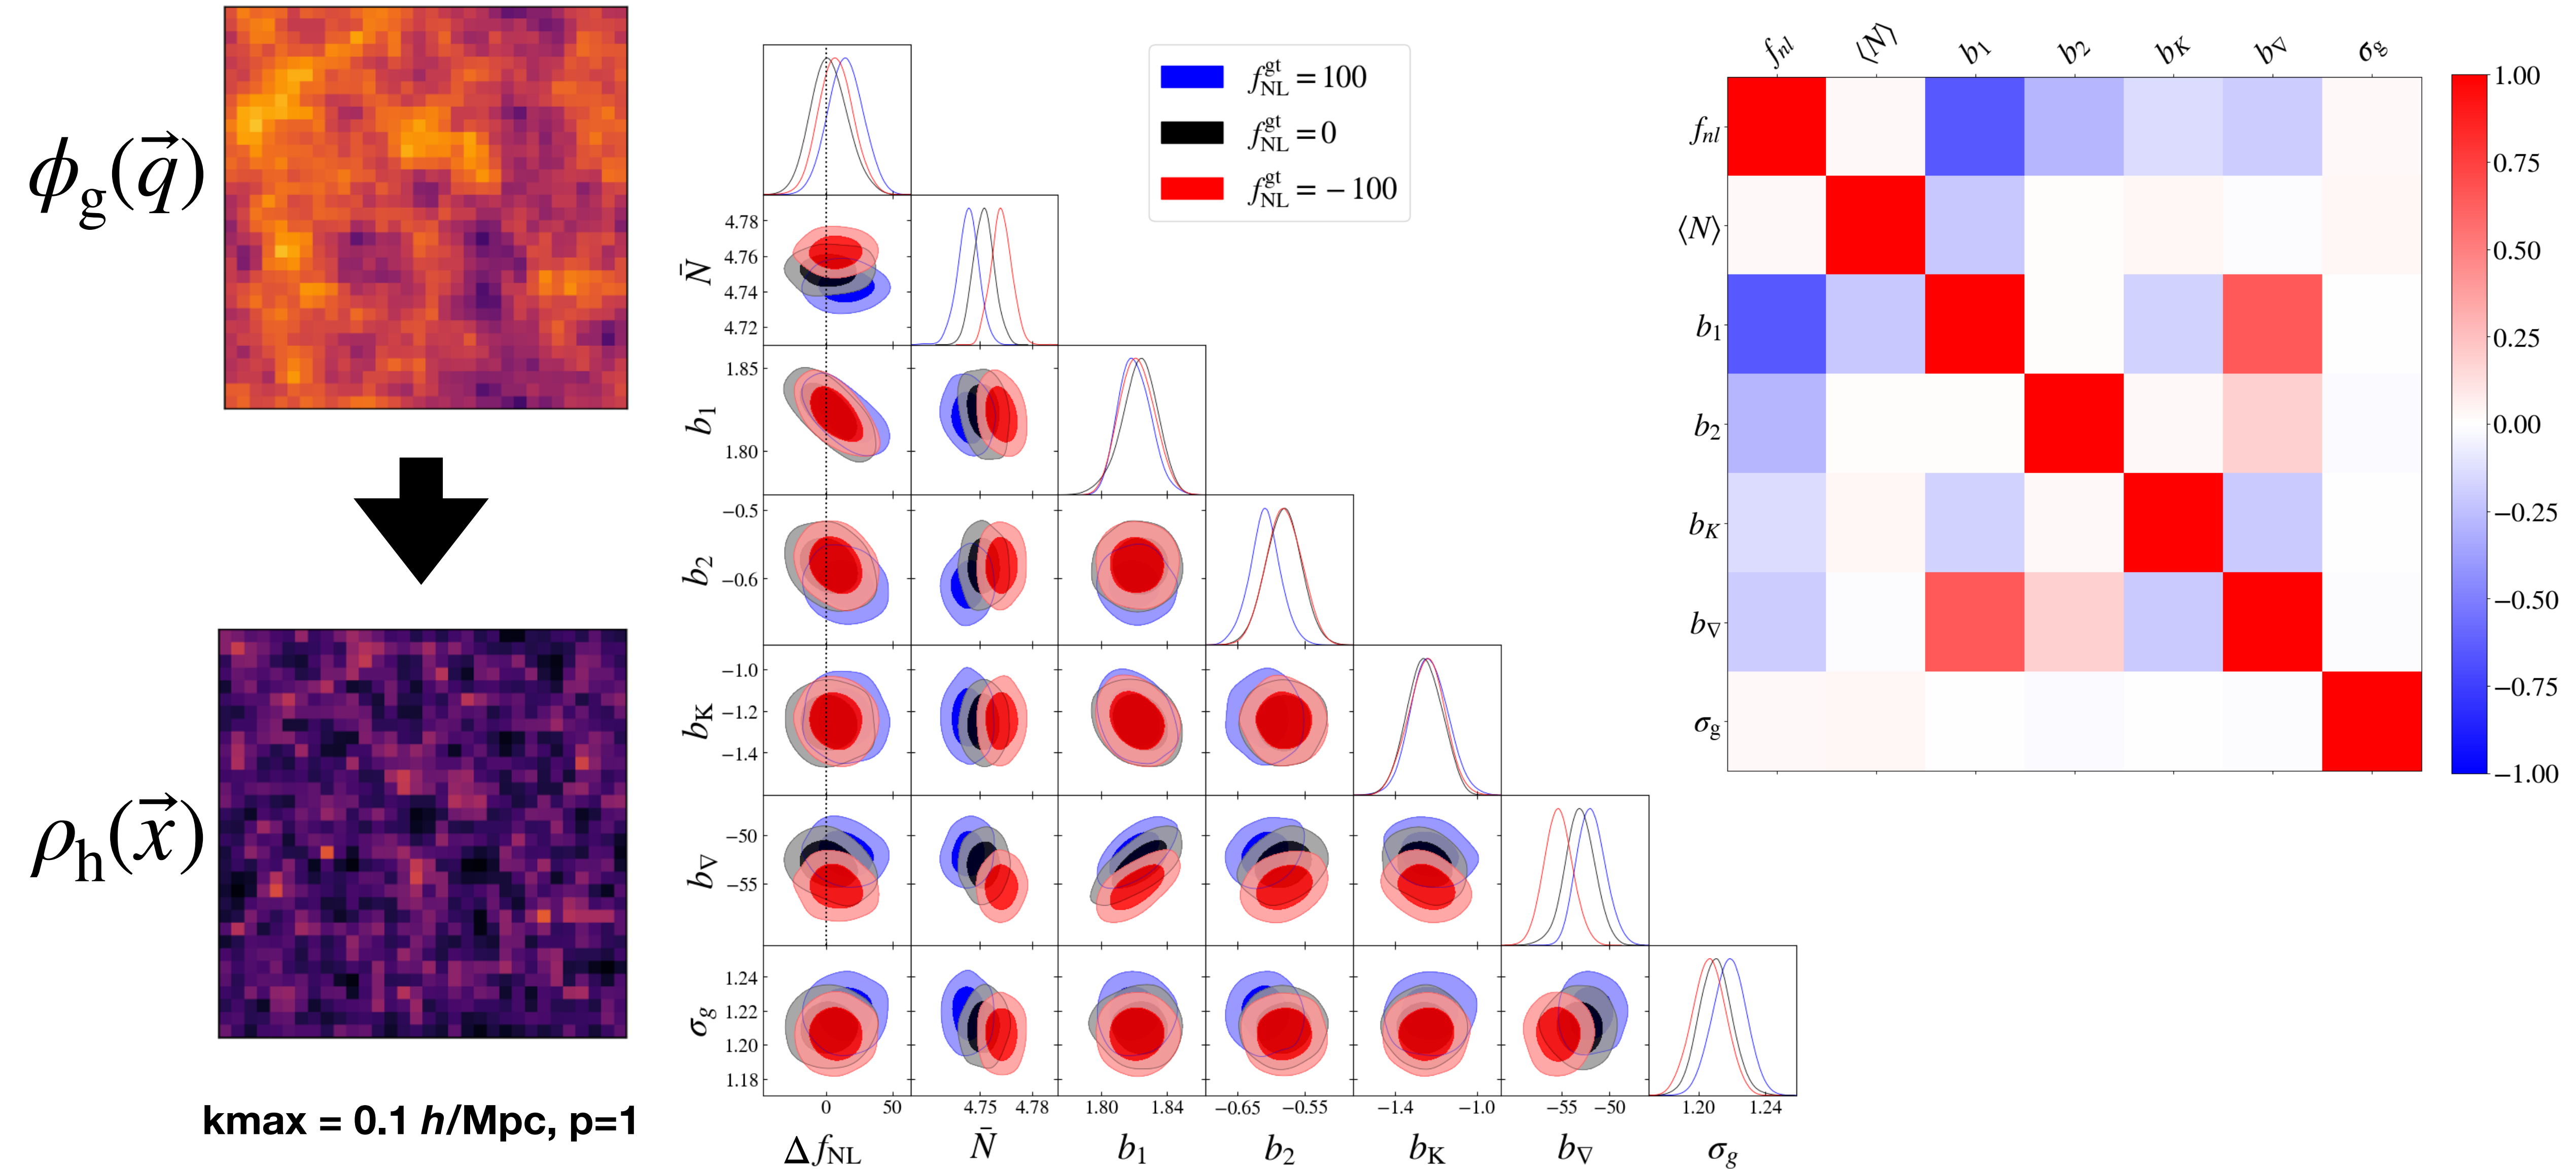 ϕg(q⃗)
ρh(x⃗)
kmax = 0.1 h/Mpc, p=1
f_NL^gt = 100
f_NL^gt = 0
f_NL^gt = −100
N̄
4.78
4.76
4.74
4.72
b1
1.85
1.80
b2
−0.5
−0.6
bK
−1.0
−1.2
−1.4
b∇
−50
−55
σg
1.24
1.22
1.20
1.18
0 50
4.75 4.78
1.80 1.84
−0.65 −0.55
−1.4 −1.0
−55 −50
1.20 1.24
Δ fNL N̄ b1 b2 bK b∇ σg
fnl ⟨N⟩ b1 b2 bK b∇ σg
fnl
⟨N⟩
b1
b2
bK
b∇
σg
1.00
0.75
0.50
0.25
0.00
−0.25
−0.50
−0.75
−1.00